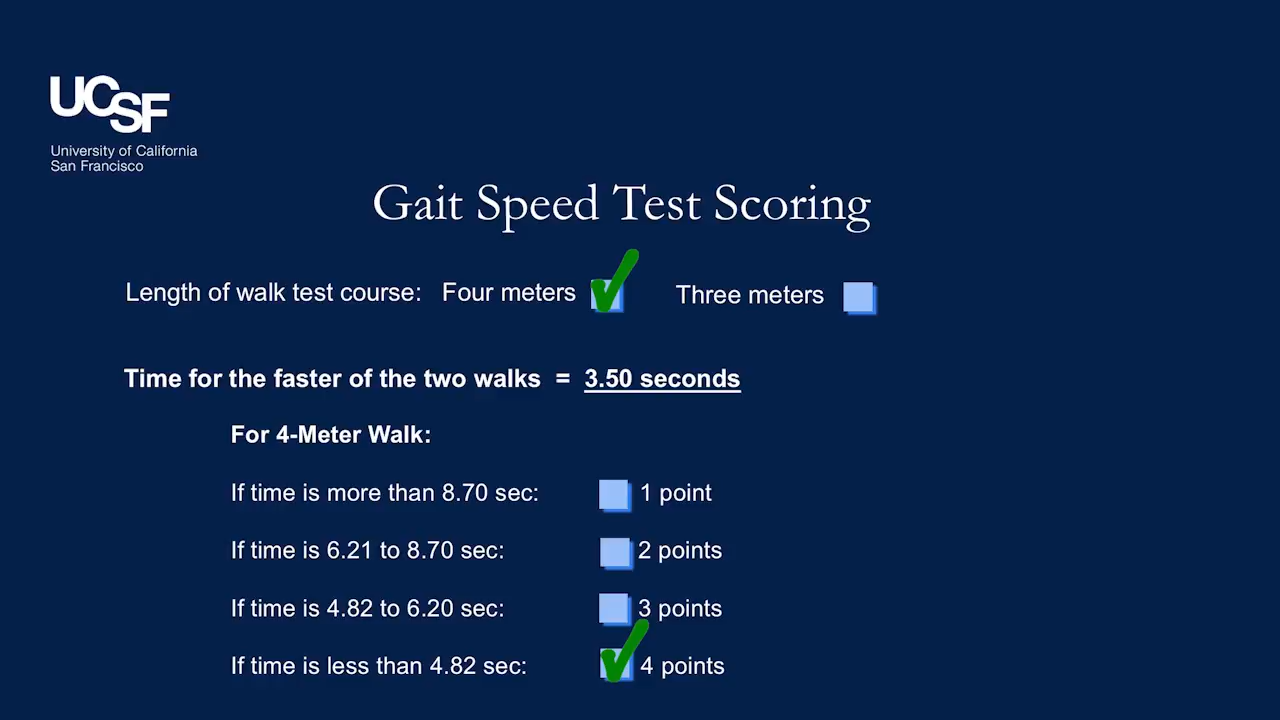 UCSF
University of California
San Francisco
Gait Speed Test Scoring
Length of walk test course: Four meters Three meters
Time for the faster of the two walks = 3.50 seconds
For 4-Meter Walk:
If time is more than 8.70 sec: 1 point
If time is 6.21 to 8.70 sec: 2 points
If time is 4.82 to 6.20 sec: 3 points
If time is less than 4.82 sec: 4 points